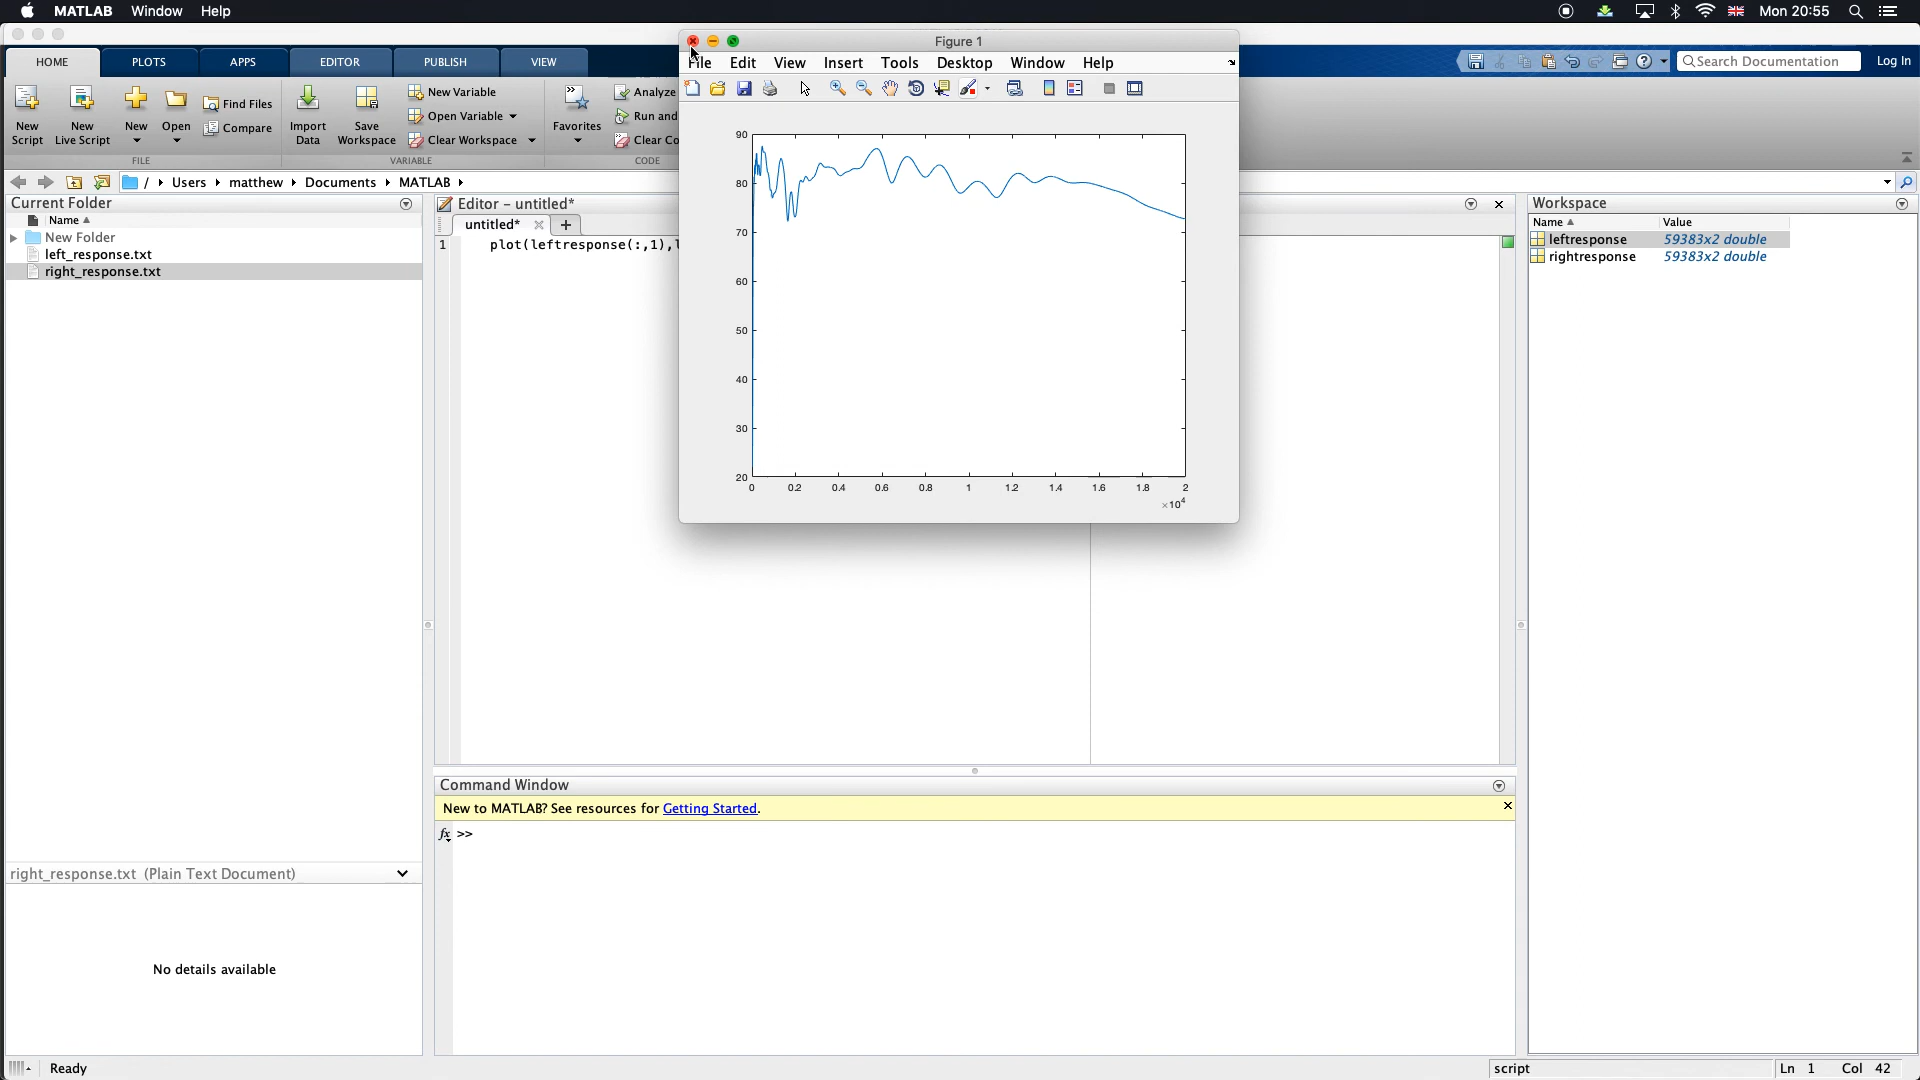 MATLAB Window Help Mon 20:55
Figure 1
HOME PLOTS APPS EDITOR PUBLISH VIEW
Search Documentation Log In
File Edit View Insert Tools Desktop Window Help
New Script
New Live Script
New
Open
Find Files
Compare
FILE
Import Data
Save Workspace
New Variable
Open Variable
Clear Workspace
VARIABLE
Favorites
Analyze
Run and
Clear Co
CODE
/ Users matthew Documents MATLAB
Current Folder
Name
New Folder
left_response.txt
right_response.txt
right_response.txt (Plain Text Document)
No details available
Editor - untitled*
untitled*
1 plot(leftresponse(:,1),
90
80
70
60
50
40
30
20
0 0.2 0.4 0.6 0.8 1 1.2 1.4 1.6 1.8 2
×10⁴
Command Window
New to MATLAB? See resources for Getting Started.
fx >>
Workspace
Name Value
leftresponse 59383x2 double
rightresponse 59383x2 double
Ready
script Ln 1 Col 42